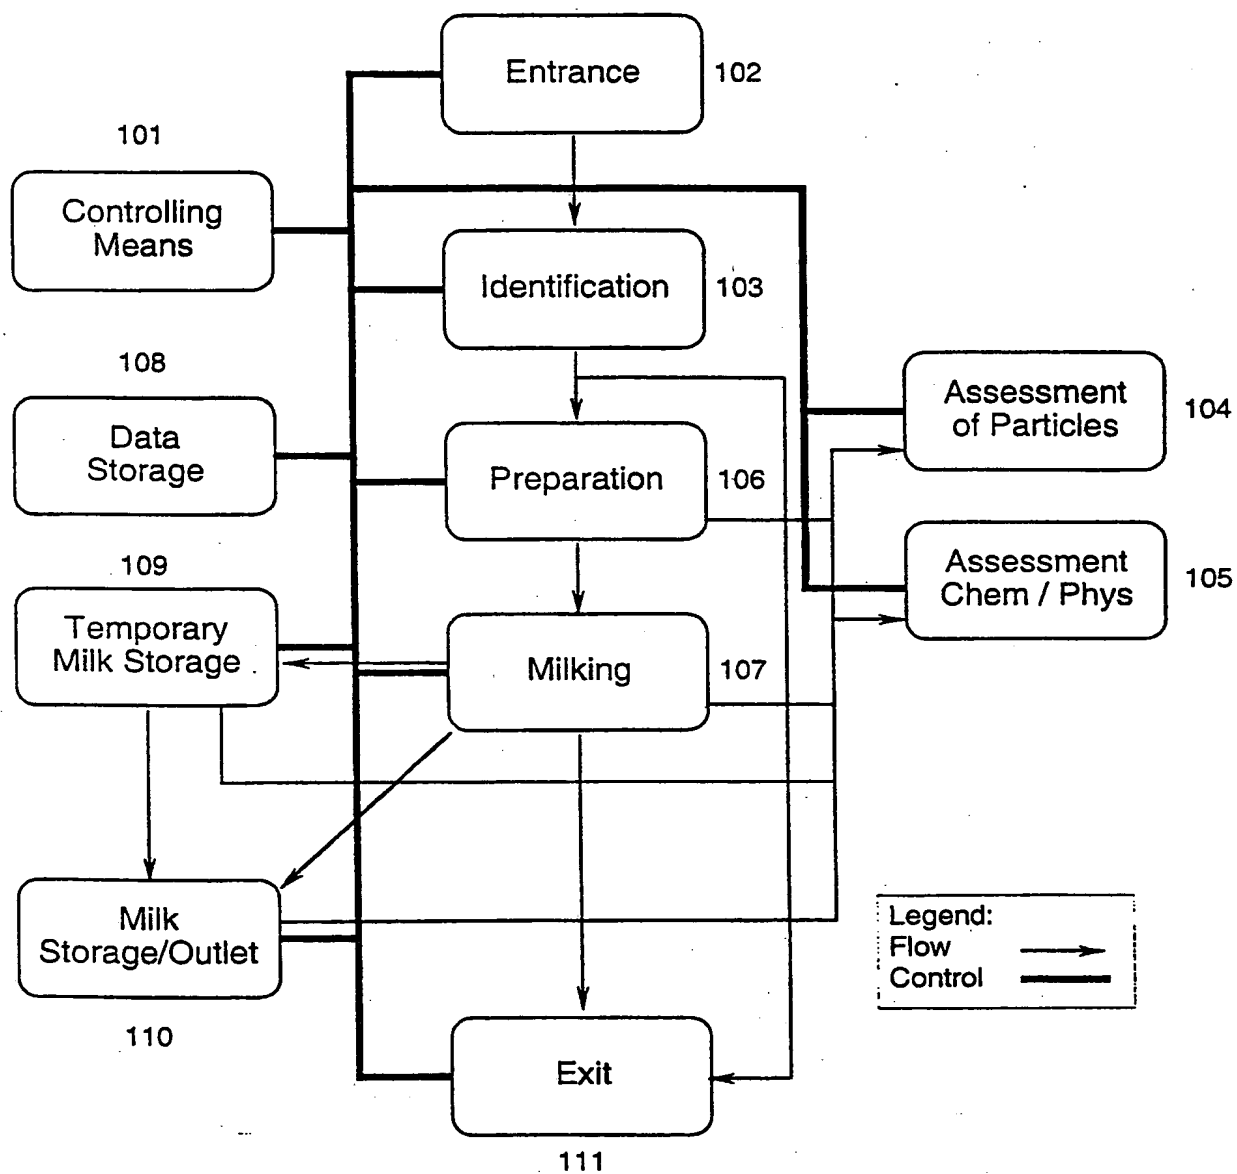 Entrance
102
101
Controlling
Means
Identification
103
108
Data
Storage
Assessment
of Particles
104
Preparation
106
109
Temporary
Milk Storage
Assessment
Chem / Phys
105
Milking
107
Milk
Storage/Outlet
110
Legend:
Flow
Control
Exit
111